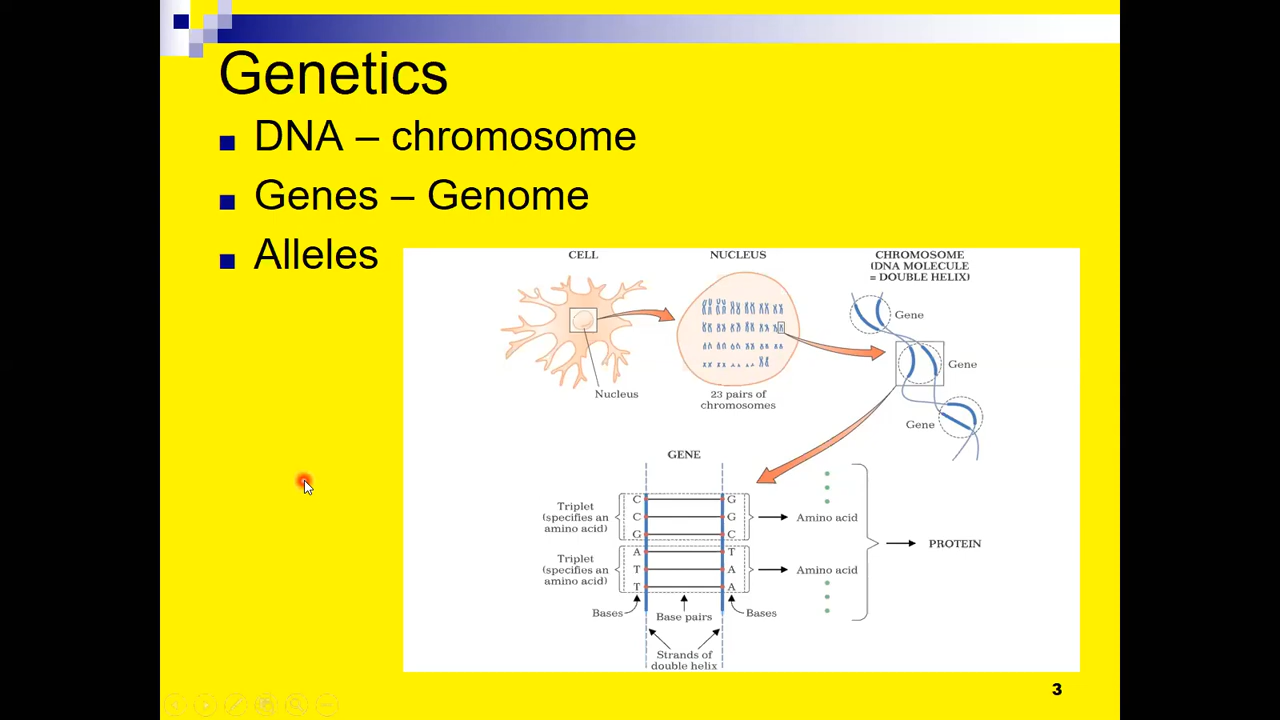 Genetics
DNA – chromosome
Genes – Genome
Alleles
CELL
NUCLEUS
CHROMOSOME
(DNA MOLECULE
= DOUBLE HELIX)
Gene
Gene
Gene
Nucleus
23 pairs of
chromosomes
GENE
Triplet
(specifies an
amino acid)
C G
C G
G C
Amino acid
Triplet
(specifies an
amino acid)
A T
T A
T A
Amino acid
PROTEIN
Bases
Base pairs
Bases
Strands of
double helix
3